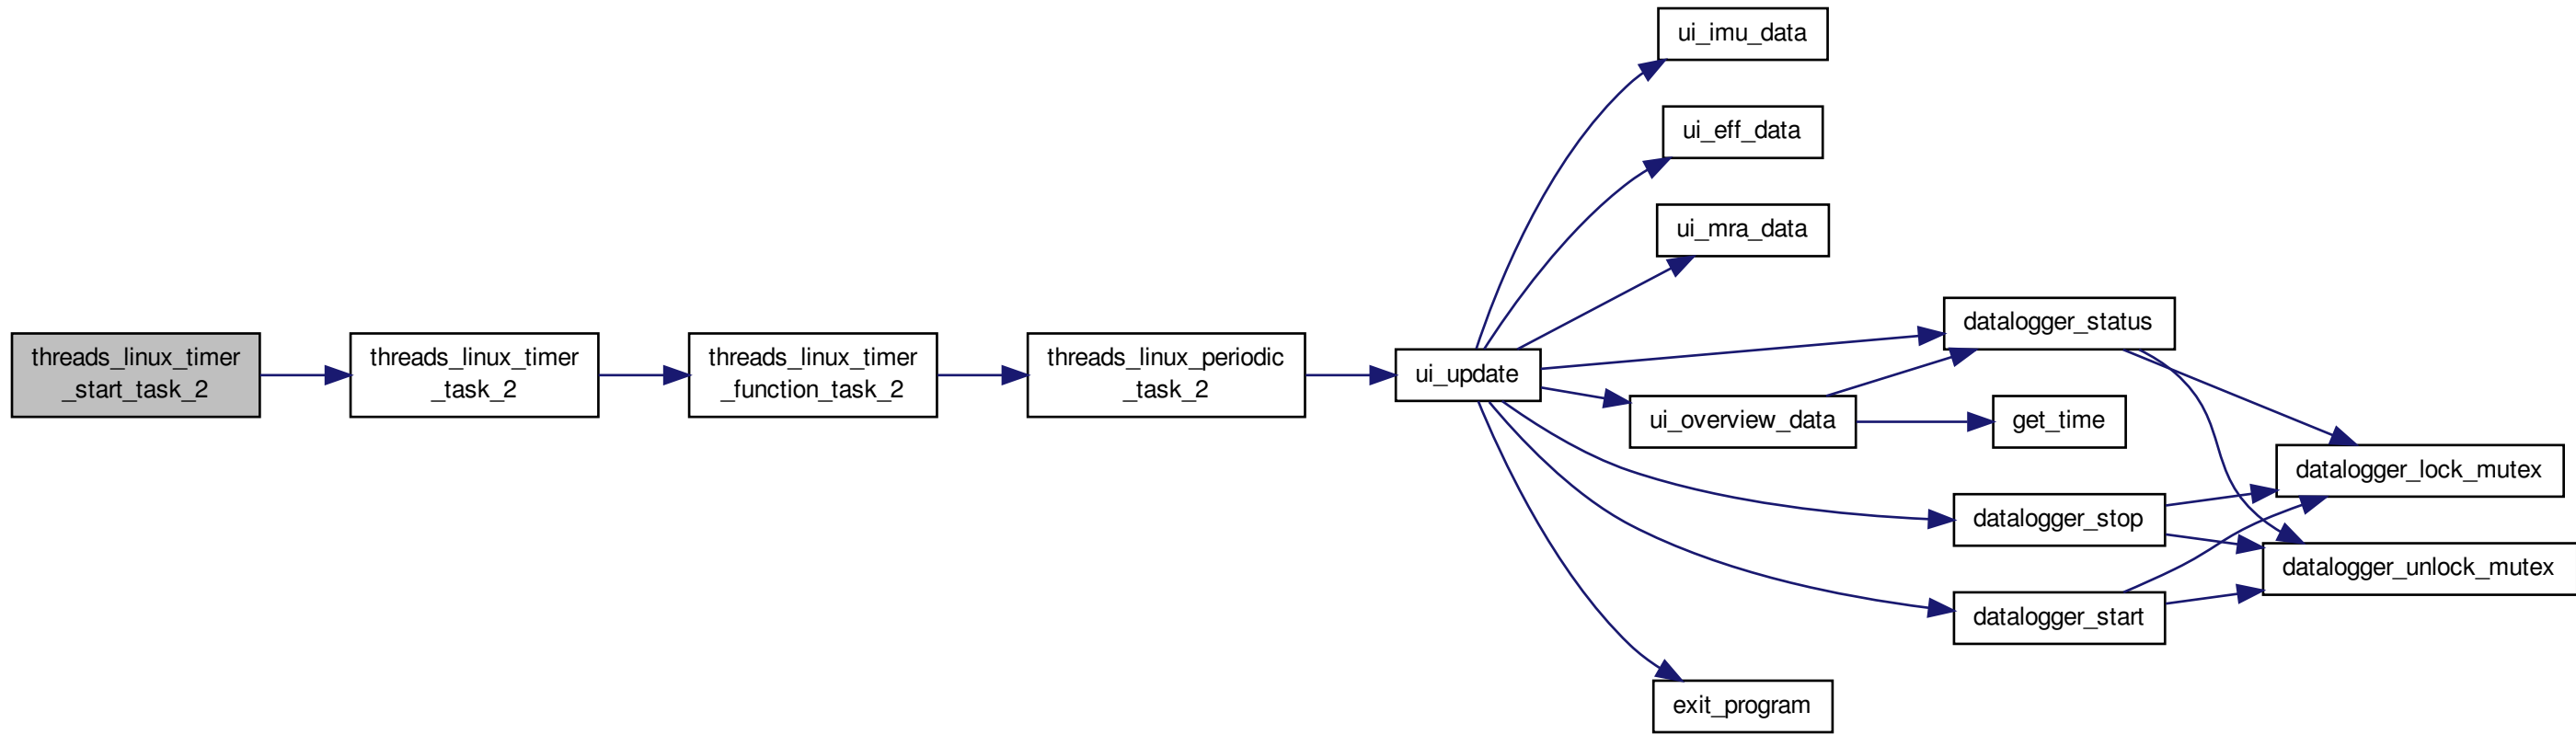 threads_linux_timer
_start_task_2
threads_linux_timer
_task_2
threads_linux_timer
_function_task_2
threads_linux_periodic
_task_2
ui_update
ui_imu_data
ui_eff_data
ui_mra_data
datalogger_status
ui_overview_data
get_time
datalogger_lock_mutex
datalogger_stop
datalogger_unlock_mutex
datalogger_start
exit_program